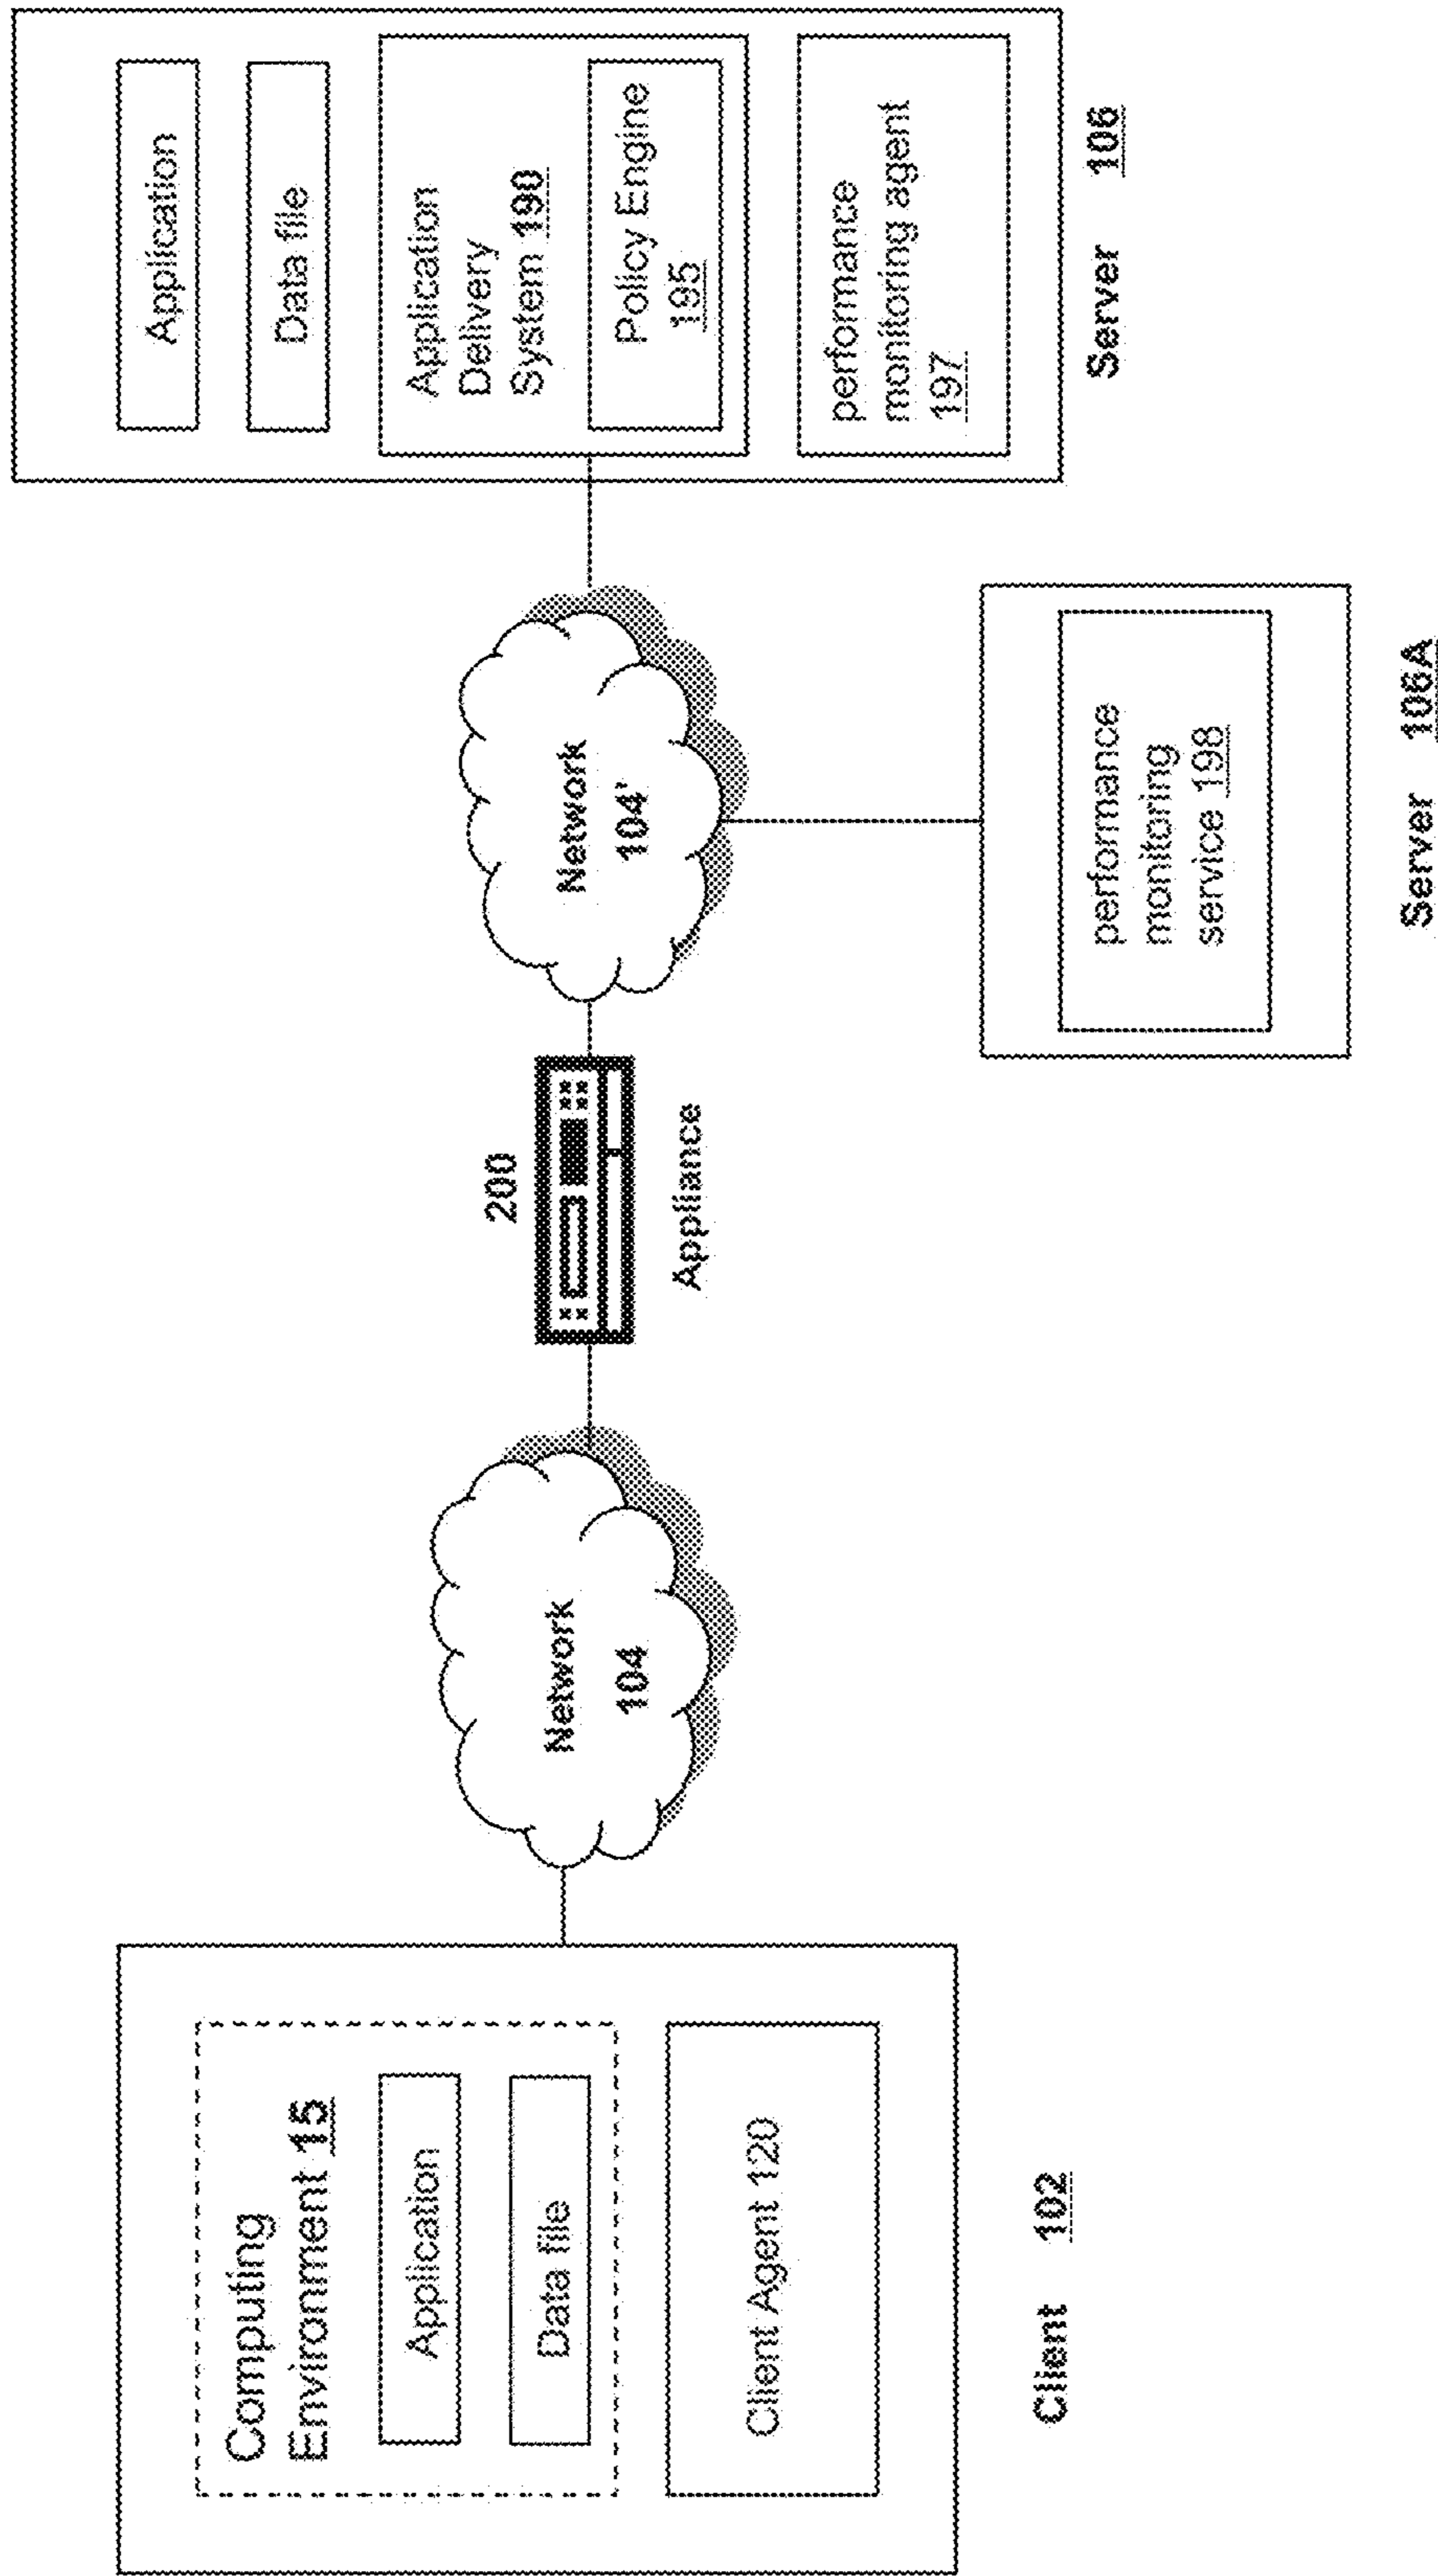 Computing
Environment 15
Application
Data file
Client Agent 120
Client 102
Network
104
200
Appliance
Network
104'
performance
monitoring
service 198
Server 106A
Application
Data file
Application
Delivery
System 190
Policy Engine
195
performance
monitoring agent
197
Server 106